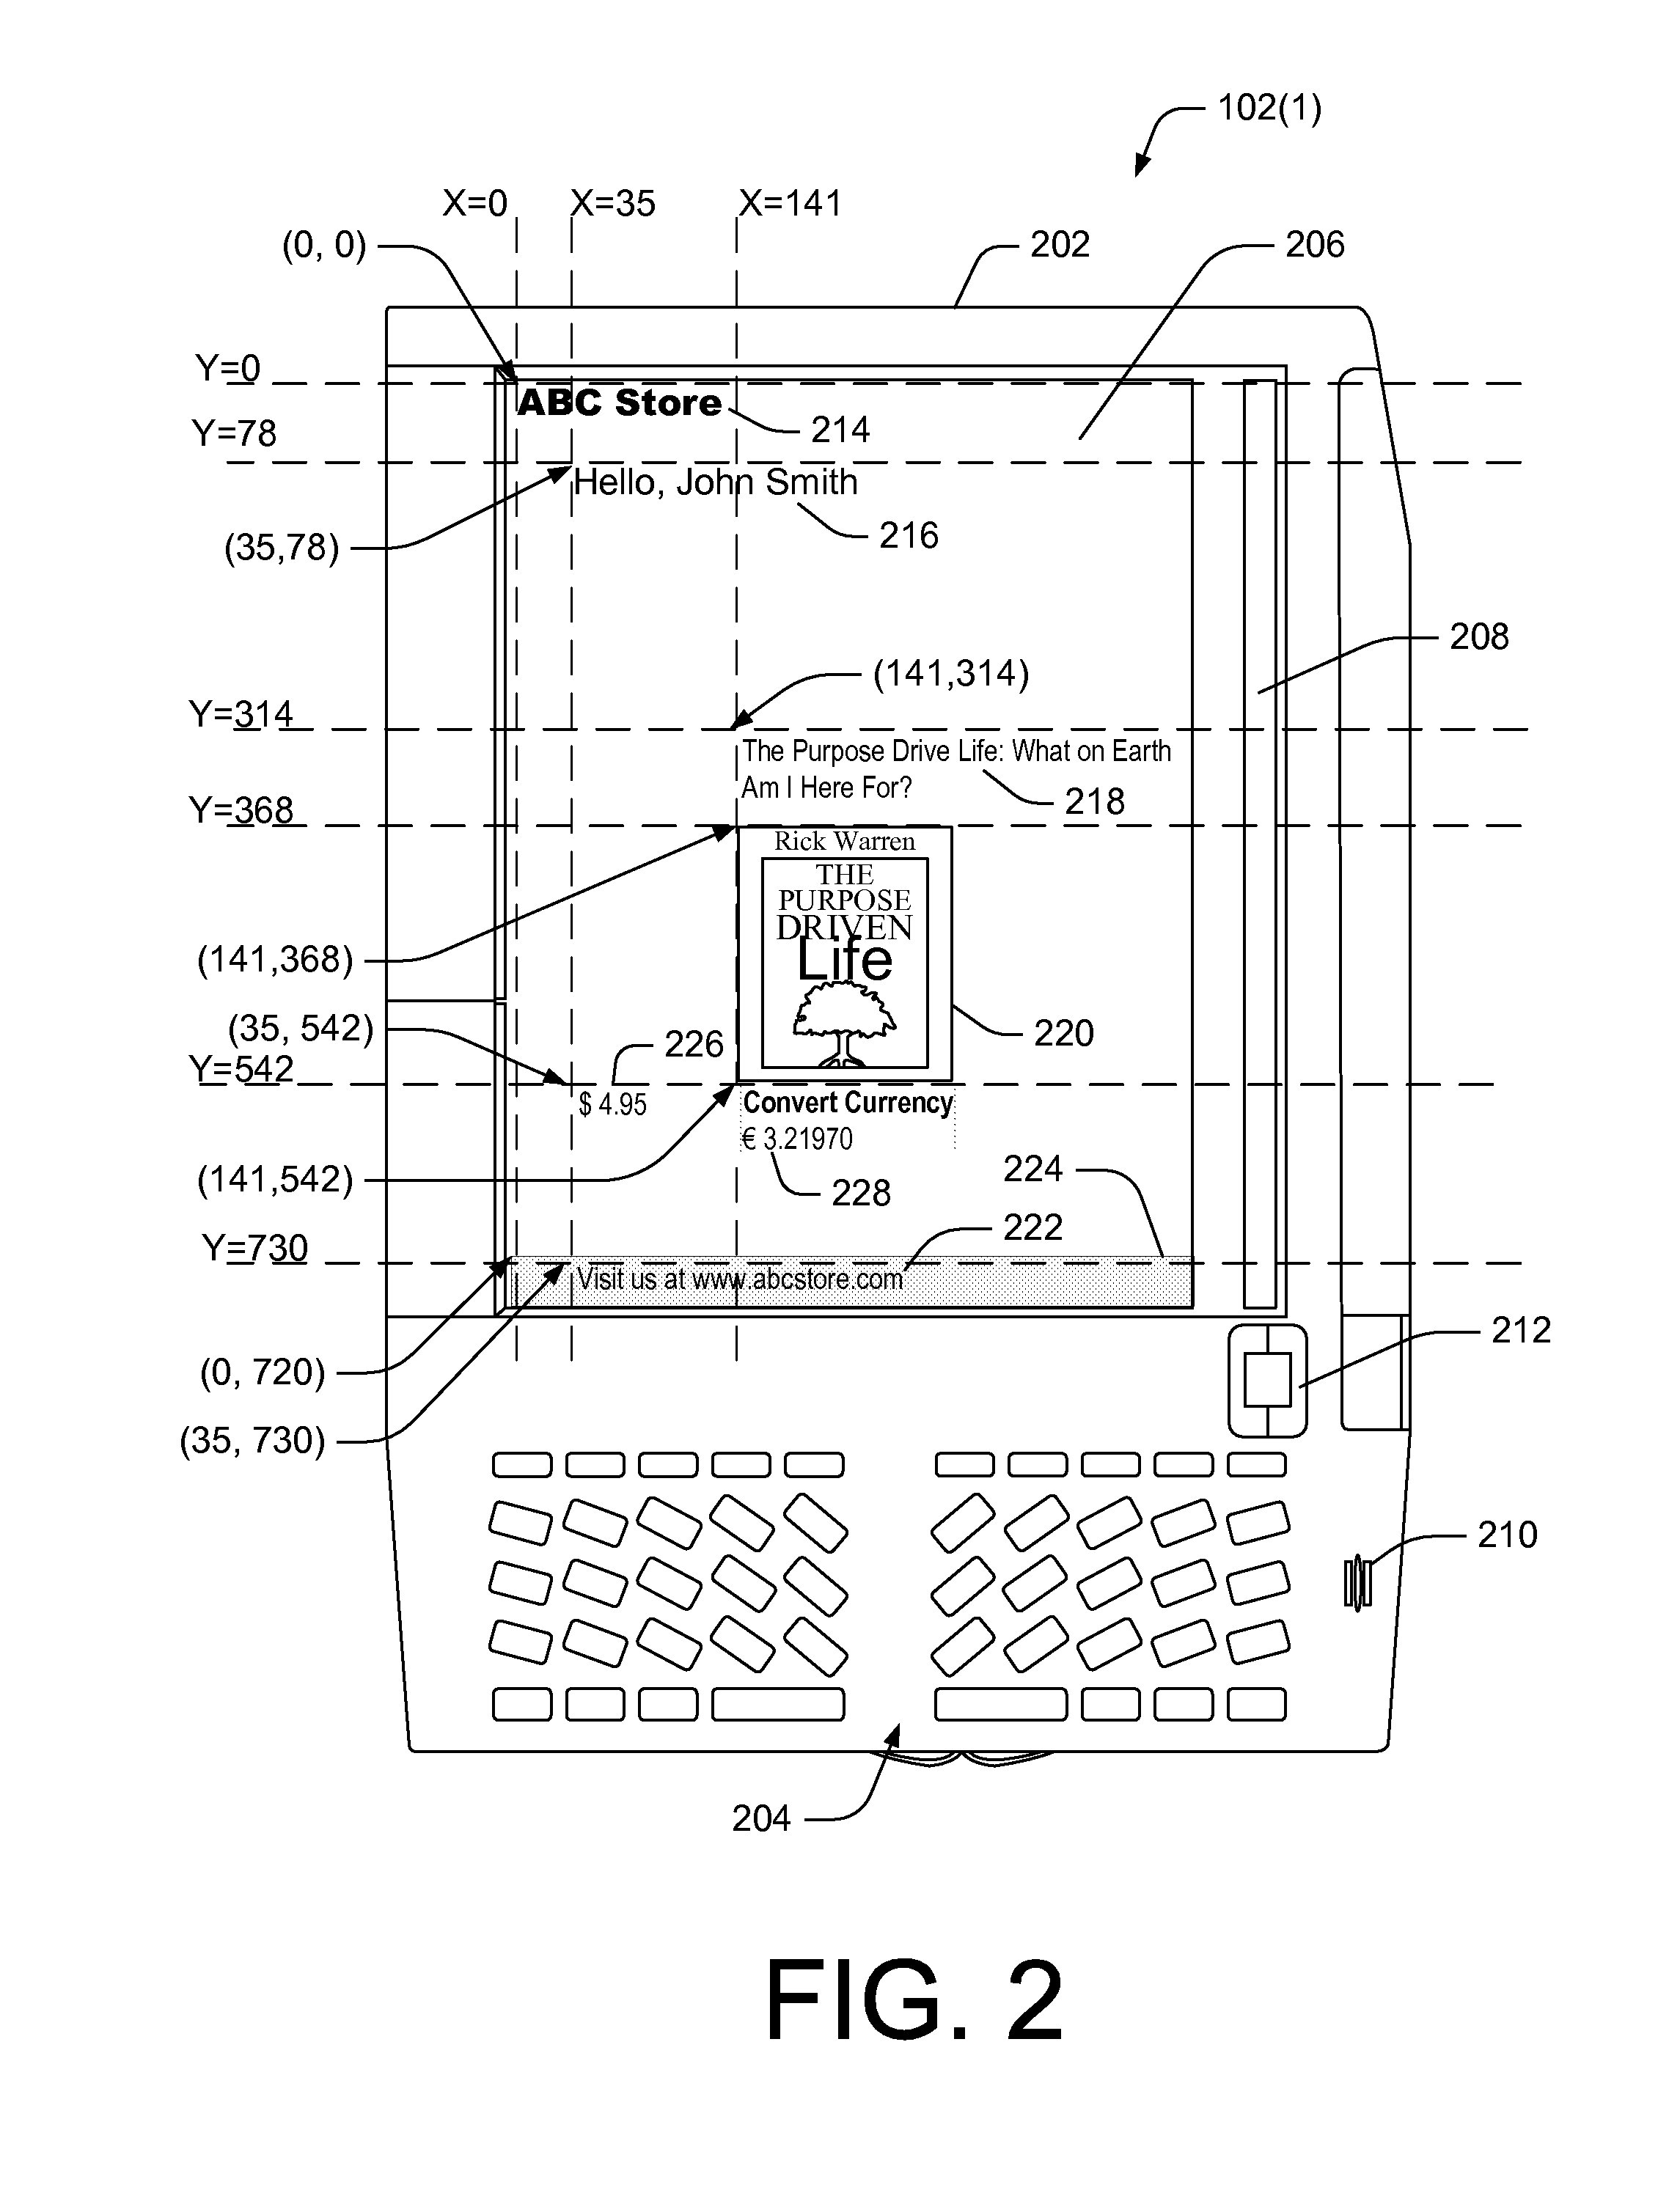 102(1)
X=0
X=35
X=141
(0, 0)
202
206
Y=0
ABC Store
214
Y=78
Hello, John Smith
216
(35,78)
208
(141,314)
Y=314
The Purpose Drive Life: What on Earth
Am I Here For?
218
Y=368
Rick Warren
THE
PURPOSE
DRIVEN
Life
(141,368)
(35, 542)
226
220
Y=542
$ 4.95
Convert Currency
€ 3.21970
(141,542)
228
224
222
Y=730
Visit us at www.abcstore.com
212
(0, 720)
(35, 730)
210
204
FIG. 2